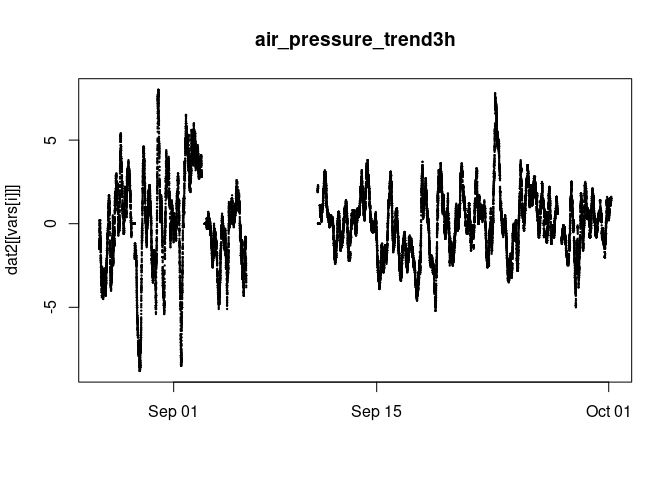 air_pressure_trend3h
dat2[[vars[i]]]
5
0
-5
Sep 01
Sep 15
Oct 01